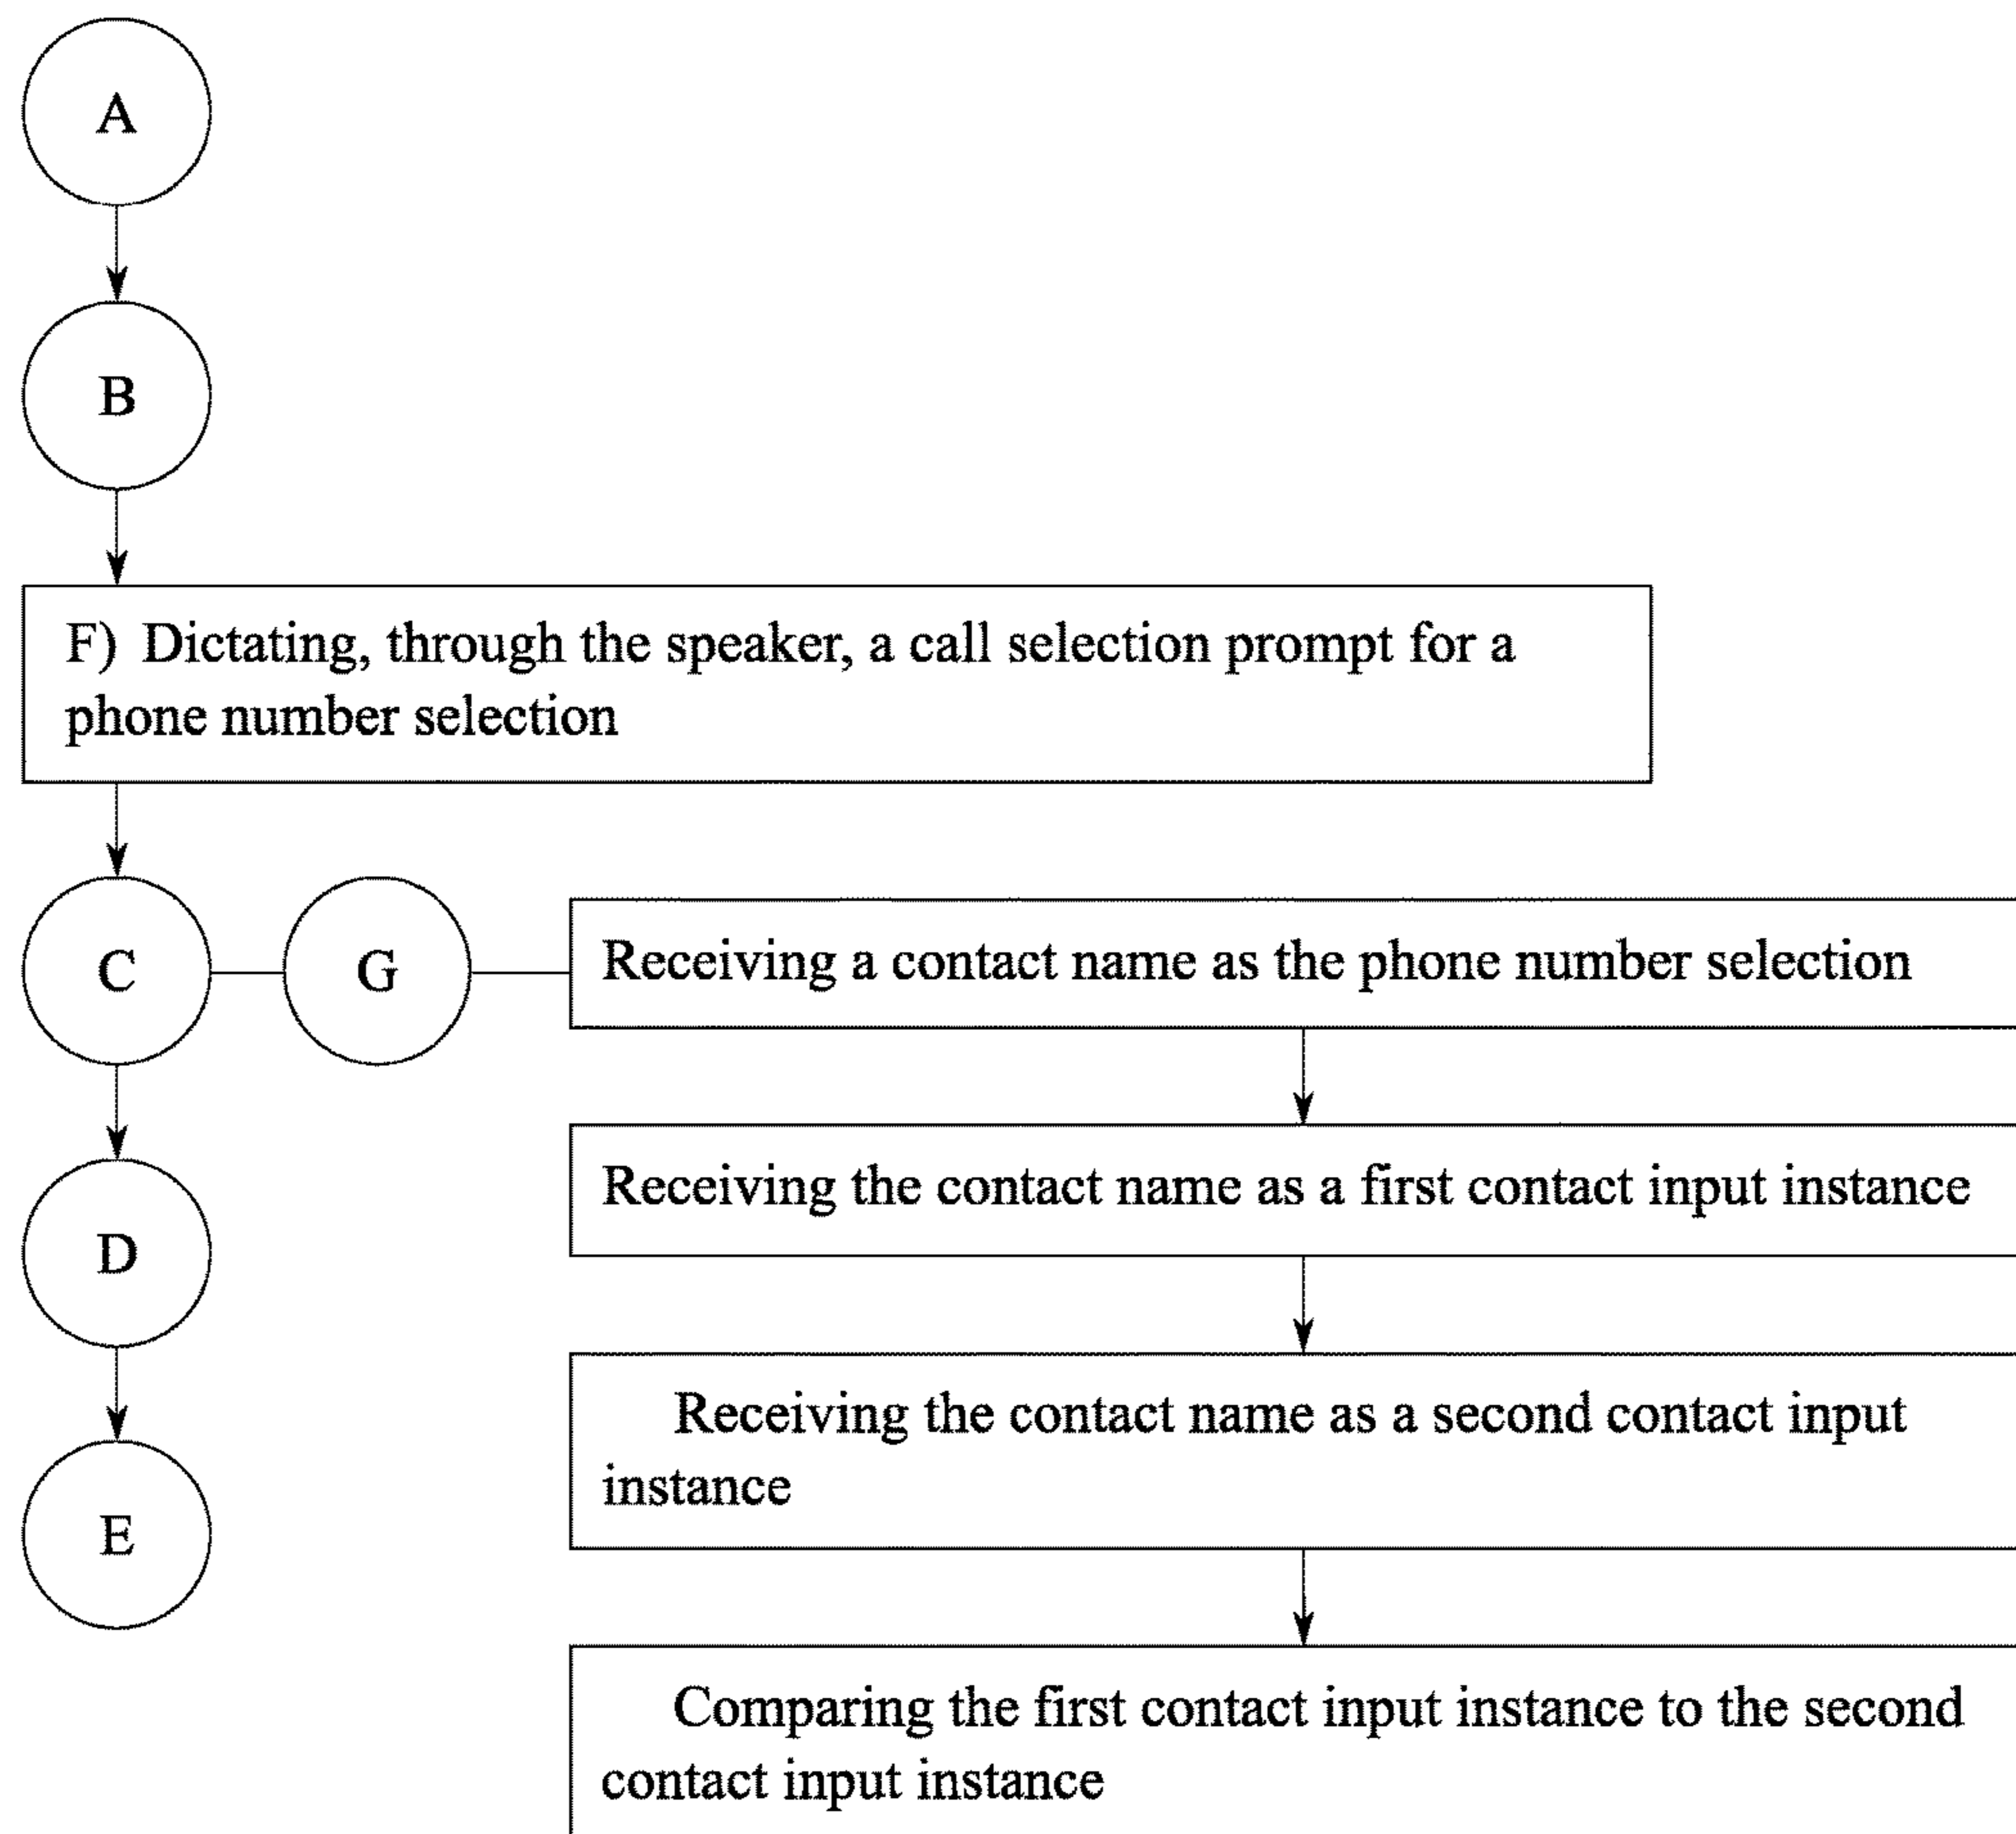 A
B
F) Dictating, through the speaker, a call selection prompt for a
phone number selection
C
G
Receiving a contact name as the phone number selection
Receiving the contact name as a first contact input instance
D
Receiving the contact name as a second contact input
instance
E
Comparing the first contact input instance to the second
contact input instance